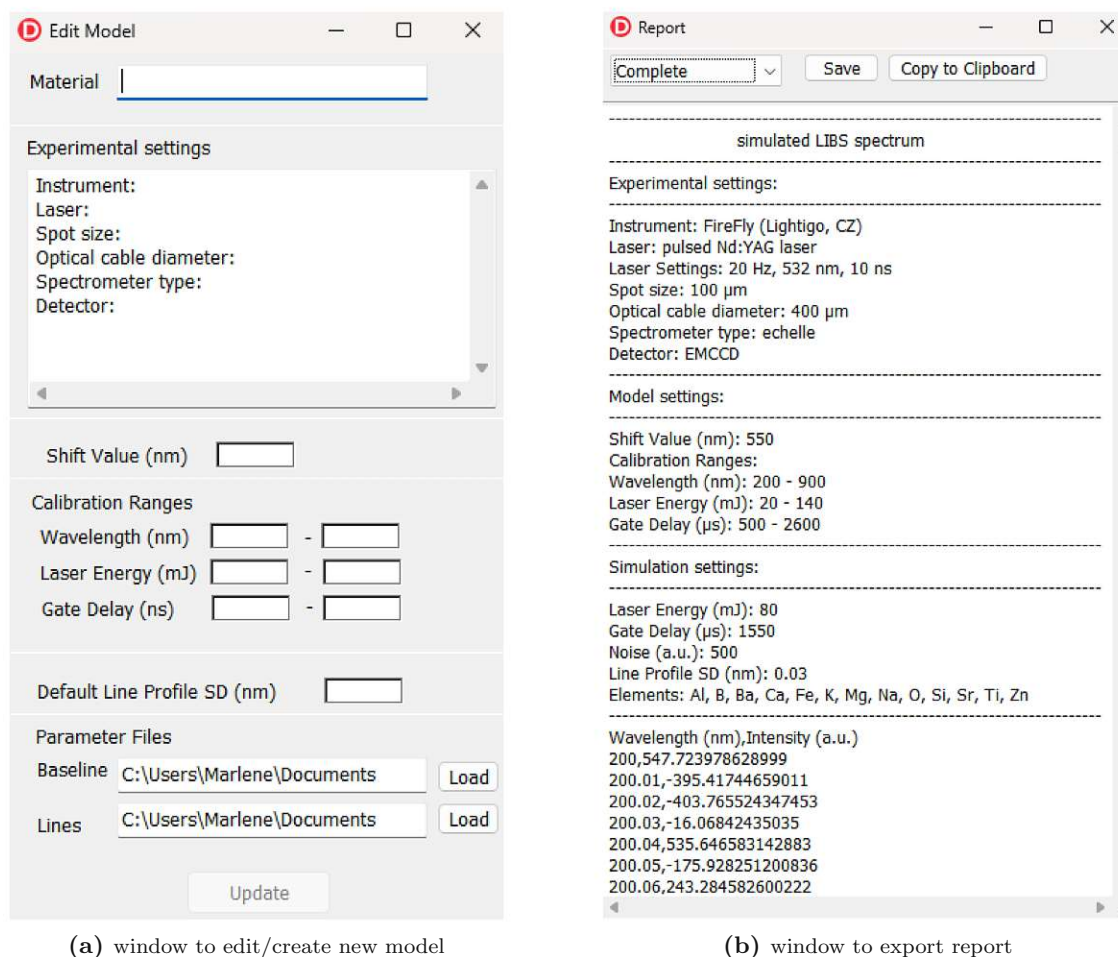 Edit Model
Material
Experimental settings
Instrument:
Laser:
Spot size:
Optical cable diameter:
Spectrometer type:
Detector:
Shift Value (nm)
Calibration Ranges
Wavelength (nm) -
Laser Energy (mJ) -
Gate Delay (ns) -
Default Line Profile SD (nm)
Parameter Files
Baseline C:\Users\Marlene\Documents Load
Lines C:\Users\Marlene\Documents Load
Update
(a) window to edit/create new model
Report
Complete Save Copy to Clipboard
--------------------------------------------------------------------------------
simulated LIBS spectrum
--------------------------------------------------------------------------------
Experimental settings:
--------------------------------------------------------------------------------
Instrument: FireFly (Lightigo, CZ)
Laser: pulsed Nd:YAG laser
Laser Settings: 20 Hz, 532 nm, 10 ns
Spot size: 100 µm
Optical cable diameter: 400 µm
Spectrometer type: echelle
Detector: EMCCD
--------------------------------------------------------------------------------
Model settings:
--------------------------------------------------------------------------------
Shift Value (nm): 550
Calibration Ranges:
Wavelength (nm): 200 - 900
Laser Energy (mJ): 20 - 140
Gate Delay (µs): 500 - 2600
--------------------------------------------------------------------------------
Simulation settings:
--------------------------------------------------------------------------------
Laser Energy (mJ): 80
Gate Delay (µs): 1550
Noise (a.u.): 500
Line Profile SD (nm): 0.03
Elements: Al, B, Ba, Ca, Fe, K, Mg, Na, O, Si, Sr, Ti, Zn
--------------------------------------------------------------------------------
Wavelength (nm),Intensity (a.u.)
200,547.723978628999
200.01,-395.41744659011
200.02,-403.765524347453
200.03,-16.06842435035
200.04,535.646583142883
200.05,-175.928251200836
200.06,243.284582600222
(b) window to export report